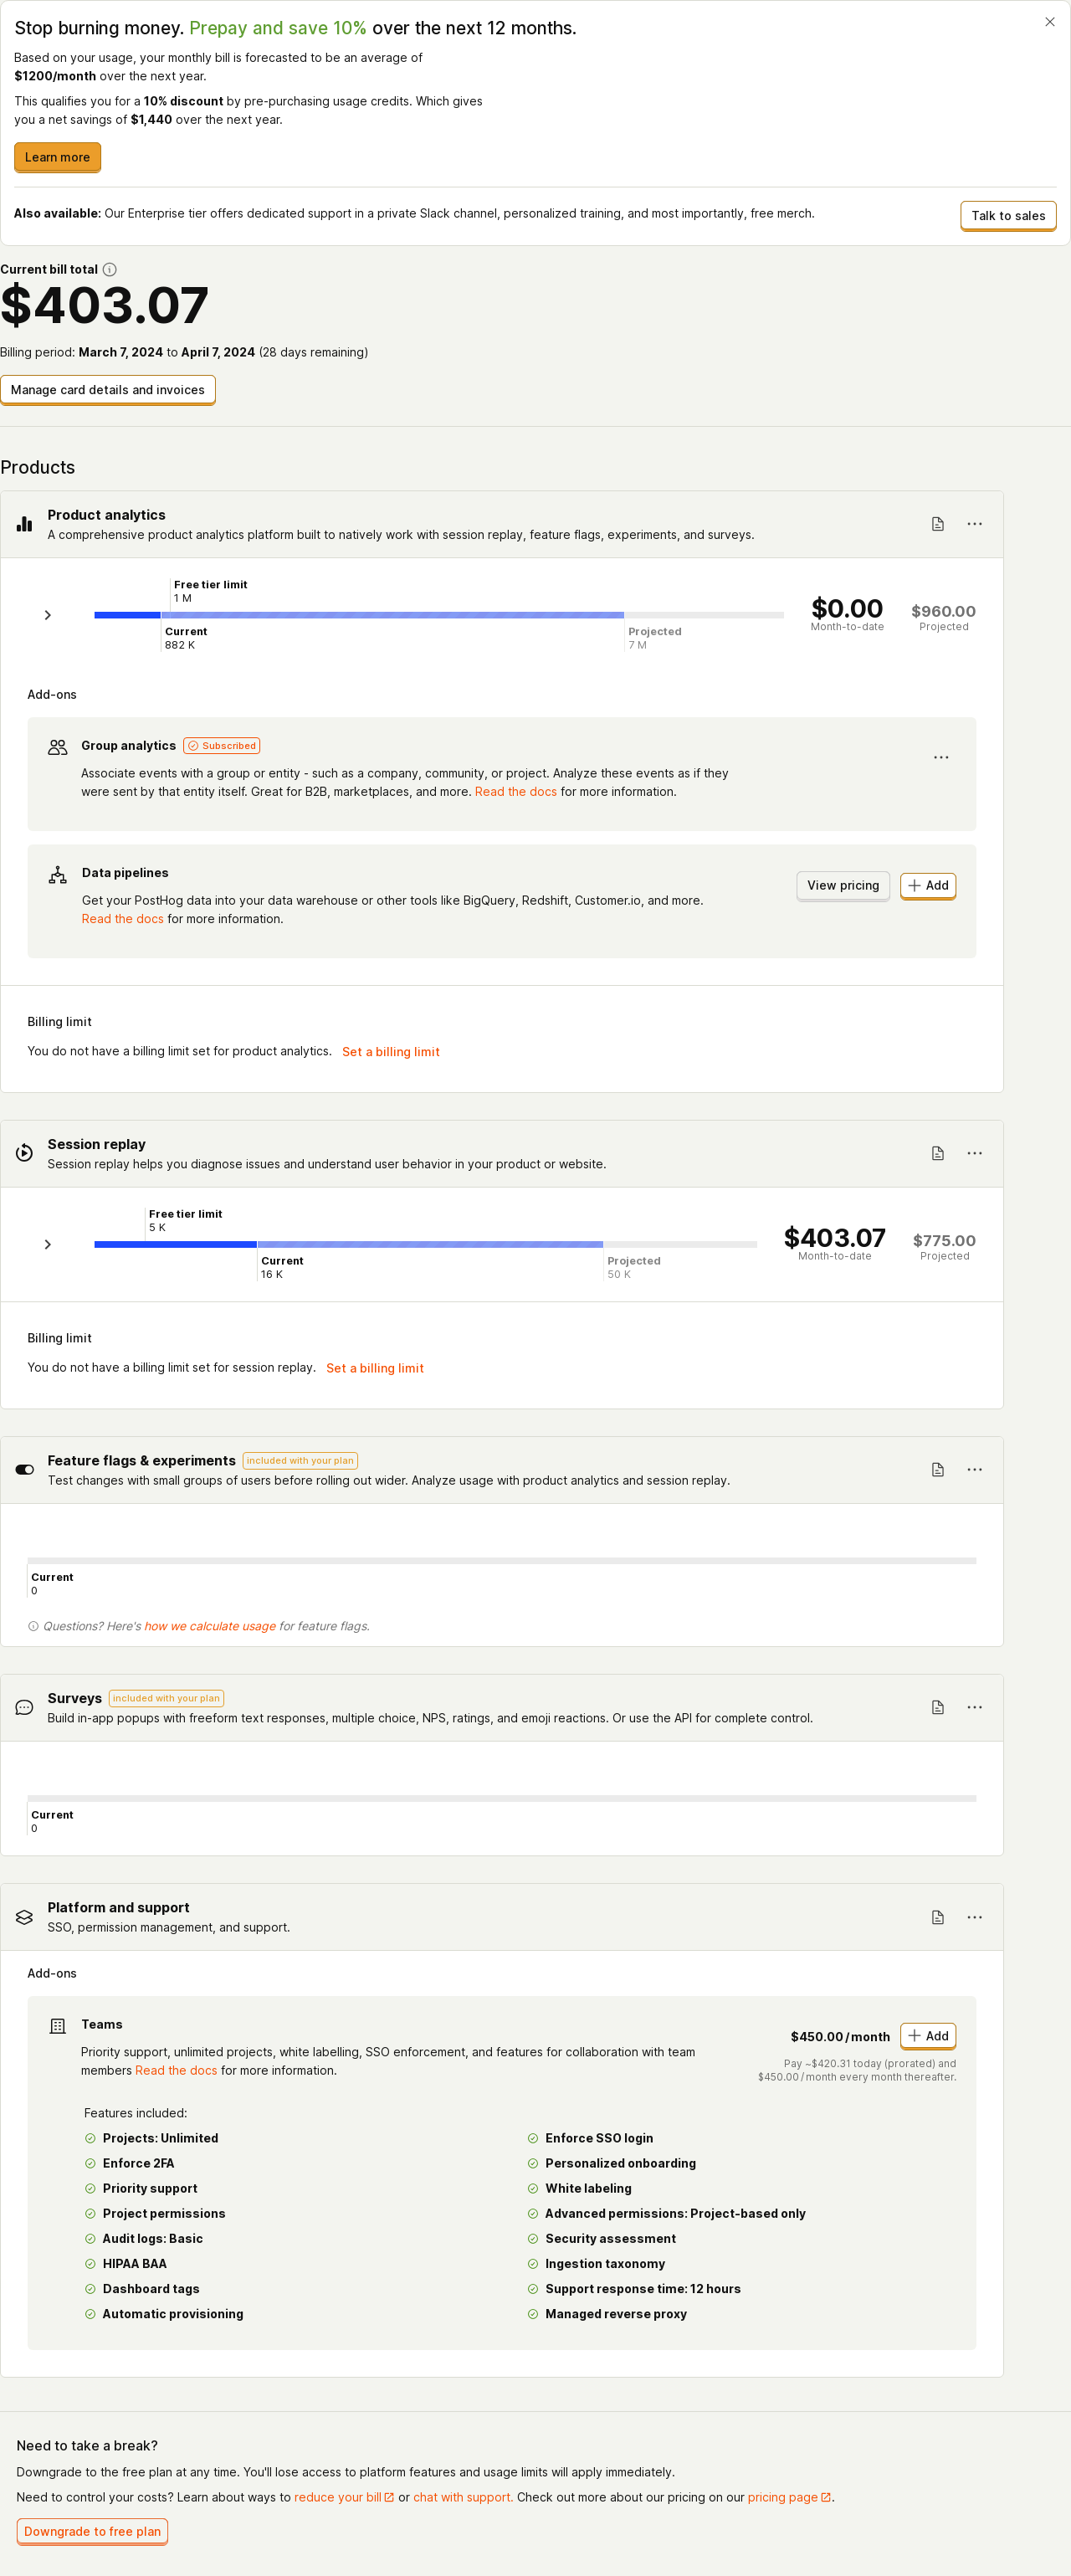 Stop burning money. Prepay and save 10% over the next 12 months.
Based on your usage, your monthly bill is forecasted to be an average of
$1200/month over the next year.
This qualifies you for a 10% discount by pre-purchasing usage credits. Which gives
you a net savings of $1,440 over the next year.
Learn more
Also available: Our Enterprise tier offers dedicated support in a private Slack channel, personalized training, and most importantly, free merch.
Talk to sales
Current bill total
$403.07
Billing period: March 7, 2024 to April 7, 2024 (28 days remaining)
Manage card details and invoices
Products
Product analytics
A comprehensive product analytics platform built to natively work with session replay, feature flags, experiments, and surveys.
Free tier limit
1 M
Current
882 K
Projected
7 M
$0.00
Month-to-date
$960.00
Projected
Add-ons
Group analytics
Subscribed
Associate events with a group or entity - such as a company, community, or project. Analyze these events as if they
were sent by that entity itself. Great for B2B, marketplaces, and more. Read the docs for more information.
Data pipelines
Get your PostHog data into your data warehouse or other tools like BigQuery, Redshift, Customer.io, and more.
Read the docs for more information.
View pricing
Add
Billing limit
You do not have a billing limit set for product analytics. Set a billing limit
Session replay
Session replay helps you diagnose issues and understand user behavior in your product or website.
Free tier limit
5 K
Current
16 K
Projected
50 K
$403.07
Month-to-date
$775.00
Projected
Billing limit
You do not have a billing limit set for session replay. Set a billing limit
Feature flags & experiments
included with your plan
Test changes with small groups of users before rolling out wider. Analyze usage with product analytics and session replay.
Current
0
Questions? Here's how we calculate usage for feature flags.
Surveys
included with your plan
Build in-app popups with freeform text responses, multiple choice, NPS, ratings, and emoji reactions. Or use the API for complete control.
Current
0
Platform and support
SSO, permission management, and support.
Add-ons
Teams
Priority support, unlimited projects, white labelling, SSO enforcement, and features for collaboration with team
members Read the docs for more information.
$450.00/month
Add
Pay ~$420.31 today (prorated) and
$450.00/month every month thereafter.
Features included:
Projects: Unlimited
Enforce SSO login
Enforce 2FA
Personalized onboarding
Priority support
White labeling
Project permissions
Advanced permissions: Project-based only
Audit logs: Basic
Security assessment
HIPAA BAA
Ingestion taxonomy
Dashboard tags
Support response time: 12 hours
Automatic provisioning
Managed reverse proxy
Need to take a break?
Downgrade to the free plan at any time. You'll lose access to platform features and usage limits will apply immediately.
Need to control your costs? Learn about ways to reduce your bill or chat with support. Check out more about our pricing on our pricing page.
Downgrade to free plan